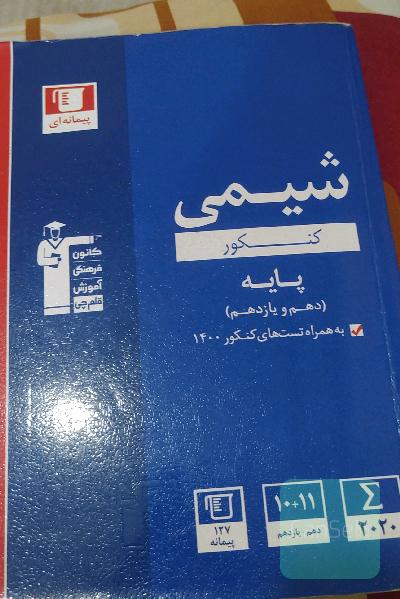 پیمانه‌ای
شیمی
کنکور
پایه
(دهم و یازدهم)
به همراه تست‌های کنکور ۱۴۰۰
کانون
فرهنگی
آموزش
قلم‌چی
۱۲۷
پیمانه
۱۰+۱۱
دهم - یازدهم
Σ
۲۰۲۰